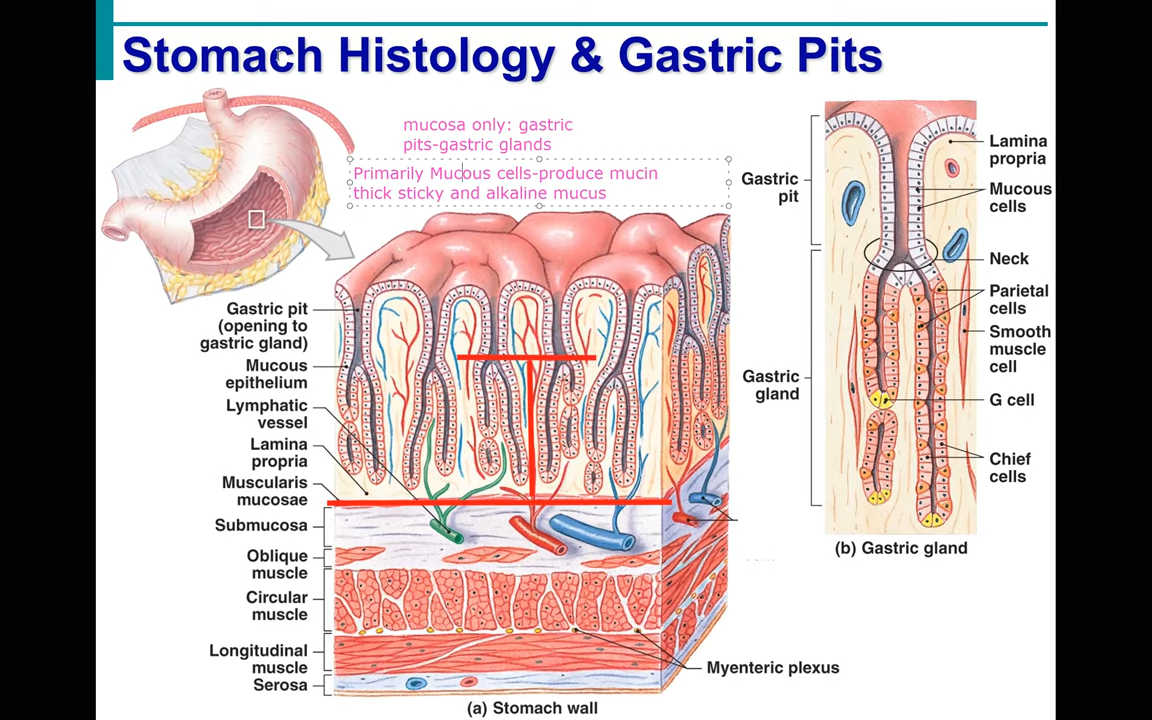 Stomach Histology & Gastric Pits
mucosa only: gastric
pits-gastric glands
Primarily Mucous cells-produce mucin
thick sticky and alkaline mucus
Gastric pit
(opening to
gastric gland)
Mucous
epithelium
Lymphatic
vessel
Lamina
propria
Muscularis
mucosae
Submucosa
Oblique
muscle
Circular
muscle
Longitudinal
muscle
Serosa
Myenteric plexus
(a) Stomach wall
Gastric
pit
Gastric
gland
Lamina
propria
Mucous
cells
Neck
Parietal
cells
Smooth
muscle
cell
G cell
Chief
cells
(b) Gastric gland